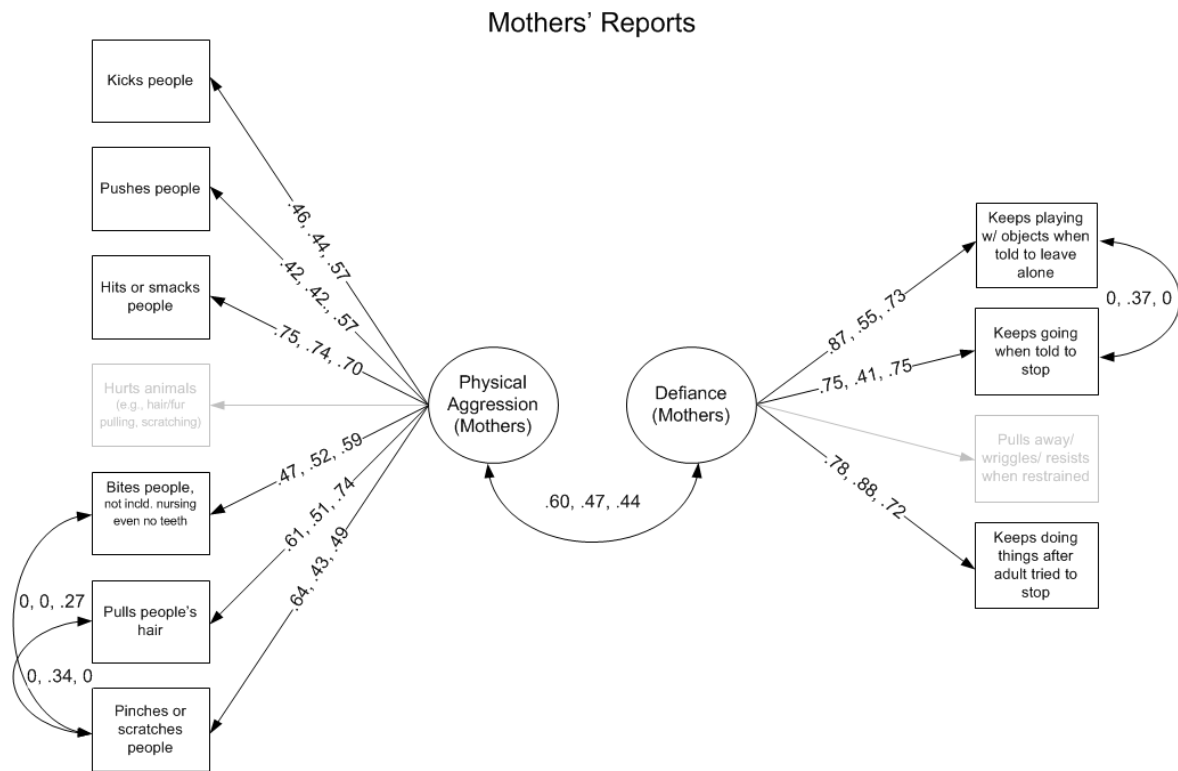 Mothers’ Reports
Kicks people
Pushes people
Hits or smacks
people
Hurts animals
(e.g., hair/fur
pulling, scratching)
Bites people,
not incld. nursing
even no teeth
Pulls people’s
hair
Pinches or
scratches
people
.46, .44, .57
.42, .42, .57
.75, .74, .70
.47, .52, .59
.61, .51, .74
.64, .43, .49
0, 0, .27
0, .34, 0
Physical
Aggression
(Mothers)
.60, .47, .44
Defiance
(Mothers)
.87, .55, .73
.75, .41, .75
.78, .88, .72
Keeps playing
w/ objects when
told to leave
alone
Keeps going
when told to
stop
Pulls away/
wriggles/ resists
when restrained
Keeps doing
things after
adult tried to
stop
0, .37, 0